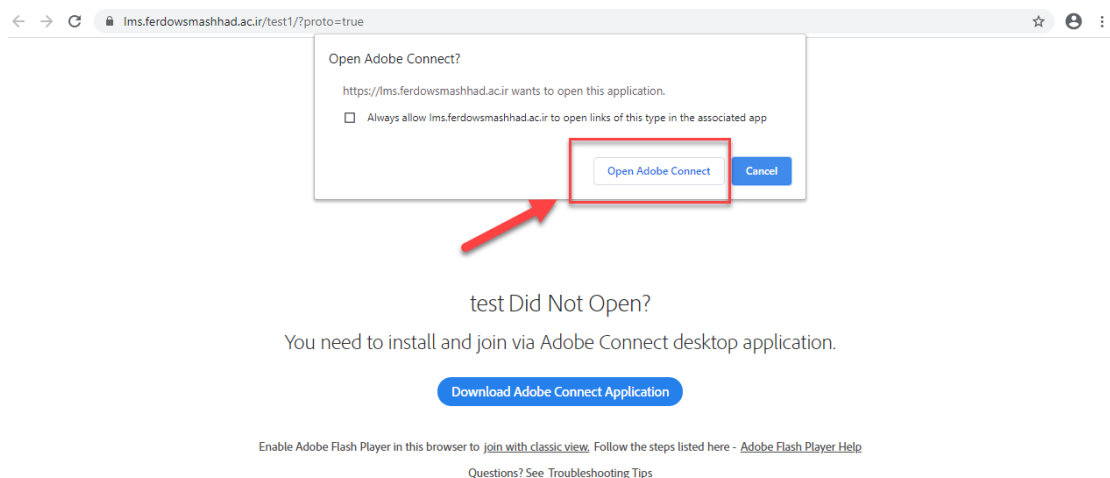 lms.ferdowsmashhad.ac.ir/test1/?proto=true
Open Adobe Connect?
https://lms.ferdowsmashhad.ac.ir wants to open this application.
Always allow lms.ferdowsmashhad.ac.ir to open links of this type in the associated app
Open Adobe Connect Cancel
test Did Not Open?
You need to install and join via Adobe Connect desktop application.
Download Adobe Connect Application
Enable Adobe Flash Player in this browser to join with classic view. Follow the steps listed here - Adobe Flash Player Help
Questions? See Troubleshooting Tips